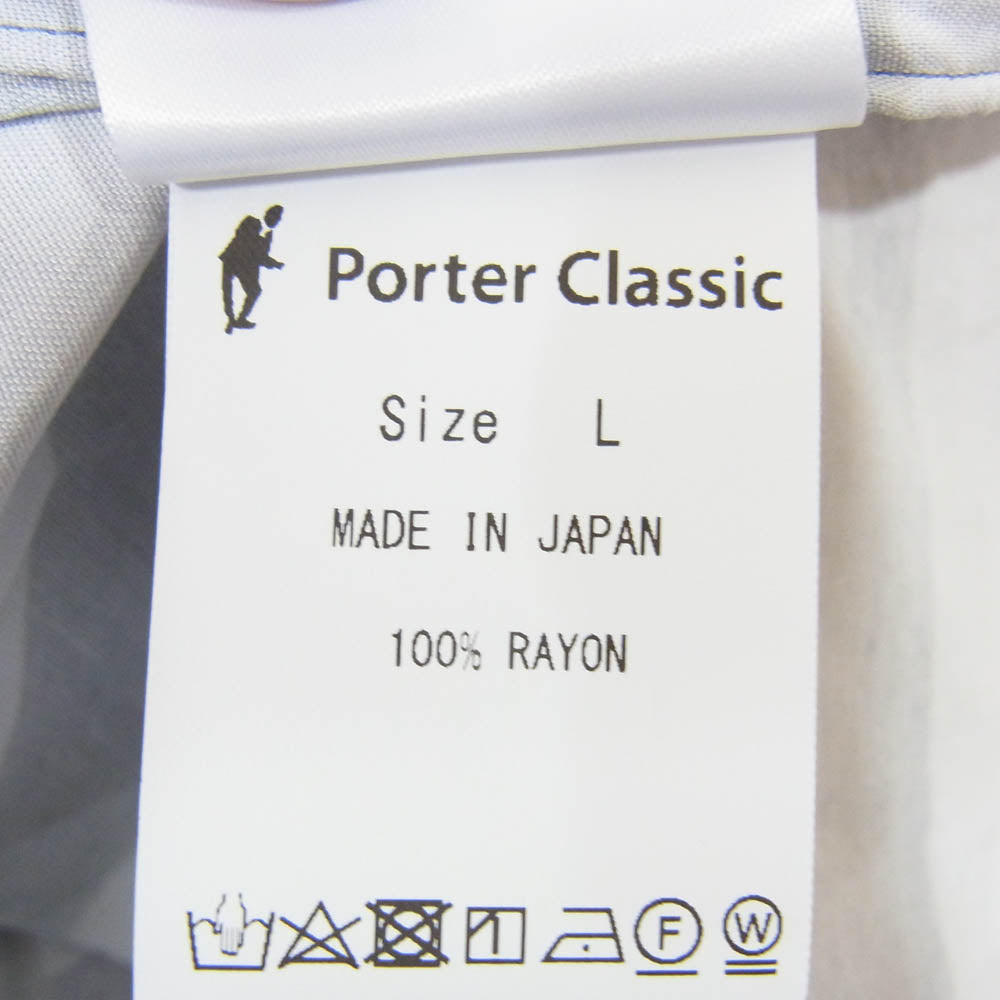 Porter Classic
Size L
MADE IN JAPAN
100% RAYON
F W